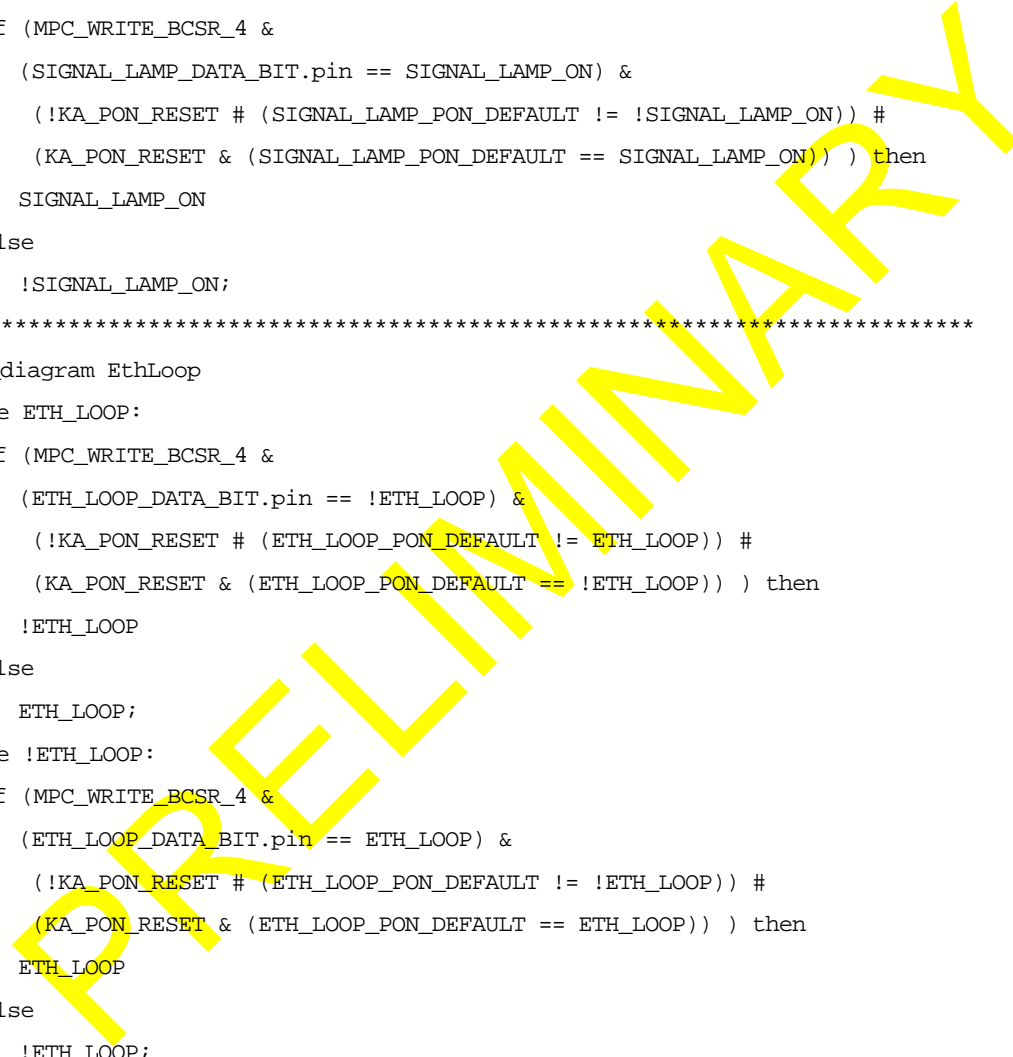 f (MPC_WRITE_BCSR_4 &
(SIGNAL_LAMP_DATA_BIT.pin == SIGNAL_LAMP_ON) &
(!KA_PON_RESET # (SIGNAL_LAMP_PON_DEFAULT != !SIGNAL_LAMP_ON)) #
(KA_PON_RESET & (SIGNAL_LAMP_PON_DEFAULT == SIGNAL_LAMP_ON)) ) then
SIGNAL_LAMP_ON
lse
!SIGNAL_LAMP_ON;
*************************************************************************
diagram EthLoop
e ETH_LOOP:
f (MPC_WRITE_BCSR_4 &
(ETH_LOOP_DATA_BIT.pin == !ETH_LOOP) &
(!KA_PON_RESET # (ETH_LOOP_PON_DEFAULT != ETH_LOOP)) #
(KA_PON_RESET & (ETH_LOOP_PON_DEFAULT == !ETH_LOOP)) ) then
!ETH_LOOP
lse
ETH_LOOP;
e !ETH_LOOP:
f (MPC_WRITE_BCSR_4 &
(ETH_LOOP_DATA_BIT.pin == ETH_LOOP) &
(!KA_PON_RESET # (ETH_LOOP_PON_DEFAULT != !ETH_LOOP)) #
(KA_PON_RESET & (ETH_LOOP_PON_DEFAULT == ETH_LOOP)) ) then
ETH_LOOP
lse
!ETH_LOOP;
PRELIMINARY